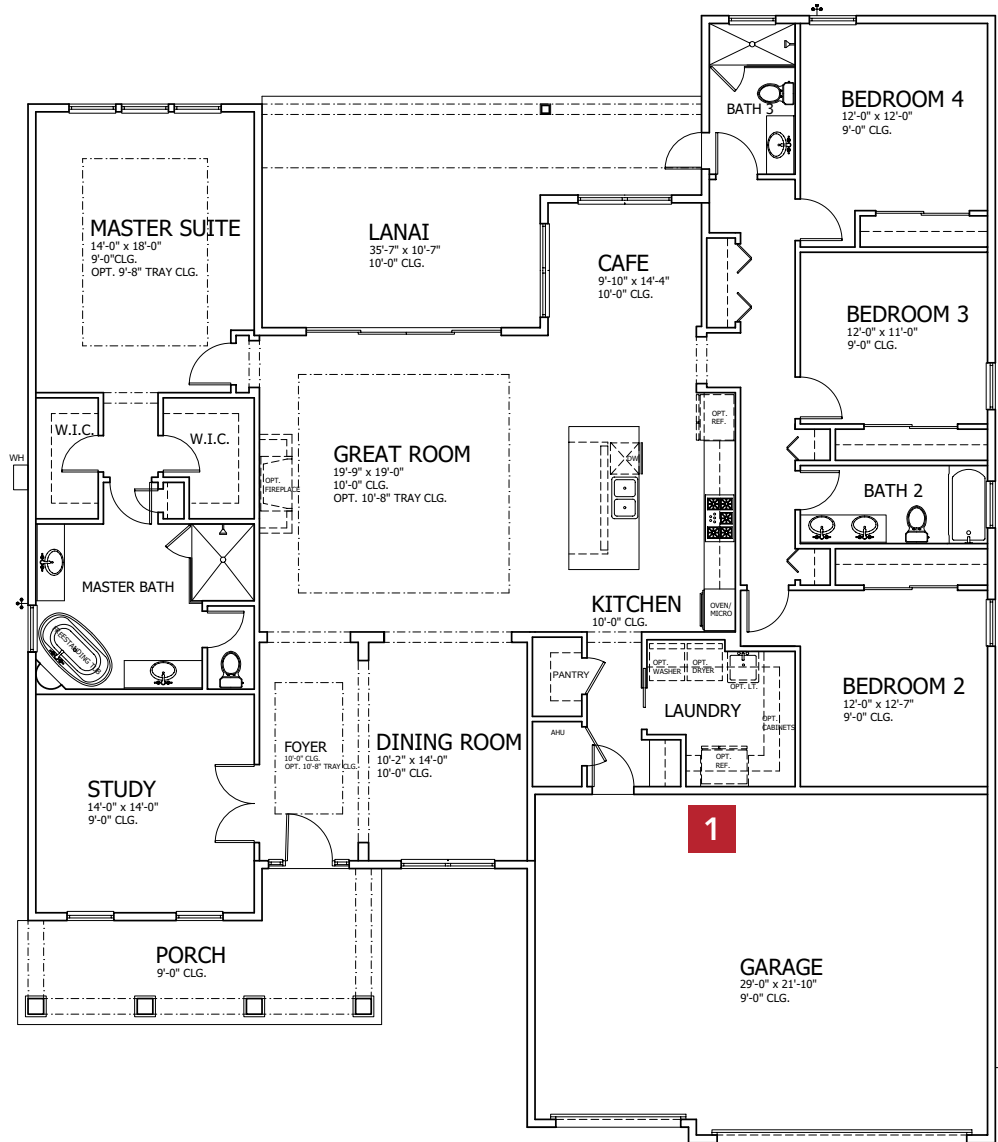 BATH 3
BEDROOM 4
12'-0" x 12'-0"
9'-0" CLG.
MASTER SUITE
14'-0" x 18'-0"
9'-0"CLG.
OPT. 9'-8" TRAY CLG.
LANAI
35'-7" x 10'-7"
10'-0" CLG.
CAFE
9'-10" x 14'-4"
10'-0" CLG.
BEDROOM 3
12'-0" x 11'-0"
9'-0" CLG.
W.I.C.
W.I.C.
WH
OPT.
FIREPLACE
GREAT ROOM
19'-9" x 19'-0"
10'-0" CLG.
OPT. 10'-8" TRAY CLG.
OPT.
REF.
DW
BATH 2
MASTER BATH
FREESTANDING TUB
KITCHEN
10'-0" CLG.
OVEN/
MICRO
PANTRY
OPT.
WASHER
OPT.
DRYER
OPT. LT.
LAUNDRY
OPT.
CABINETS
OPT.
REF.
AHU
BEDROOM 2
12'-0" x 12'-7"
9'-0" CLG.
FOYER
10'-0" CLG.
OPT. 10'-8" TRAY CLG.
DINING ROOM
10'-2" x 14'-0"
10'-0" CLG.
STUDY
14'-0" x 14'-0"
9'-0" CLG.
1
PORCH
9'-0" CLG.
GARAGE
29'-0" x 21'-10"
9'-0" CLG.